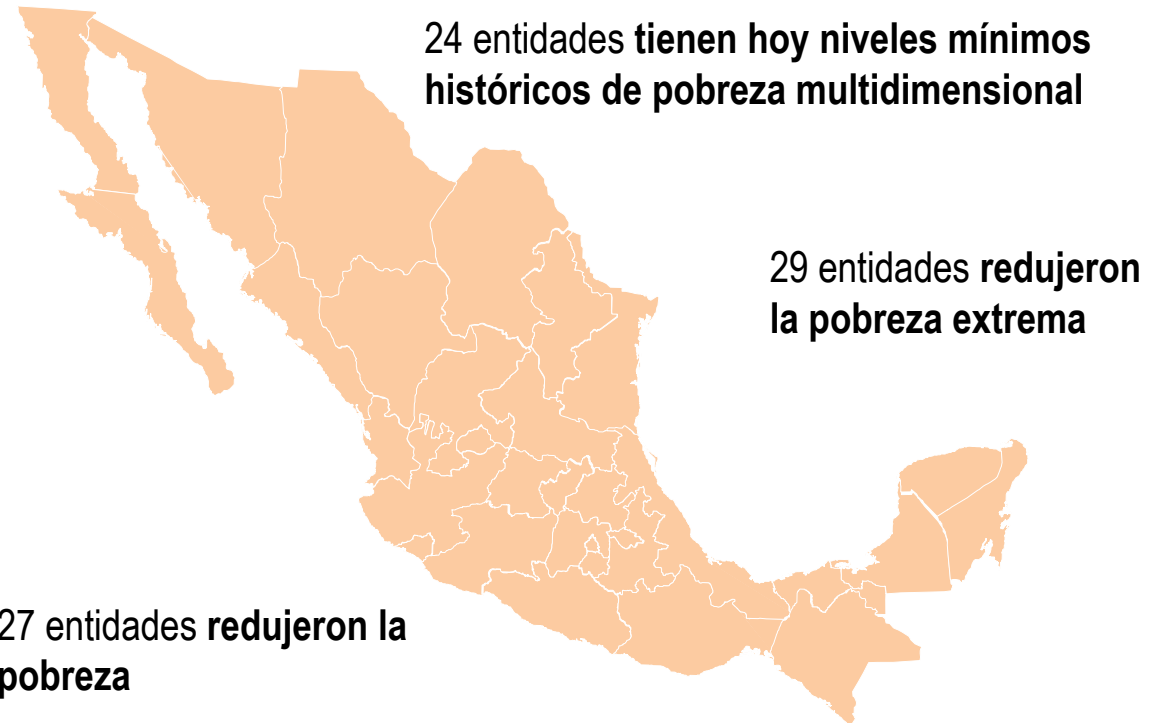 24 entidades tienen hoy niveles mínimos
históricos de pobreza multidimensional
29 entidades redujeron
la pobreza extrema
27 entidades redujeron la
pobreza